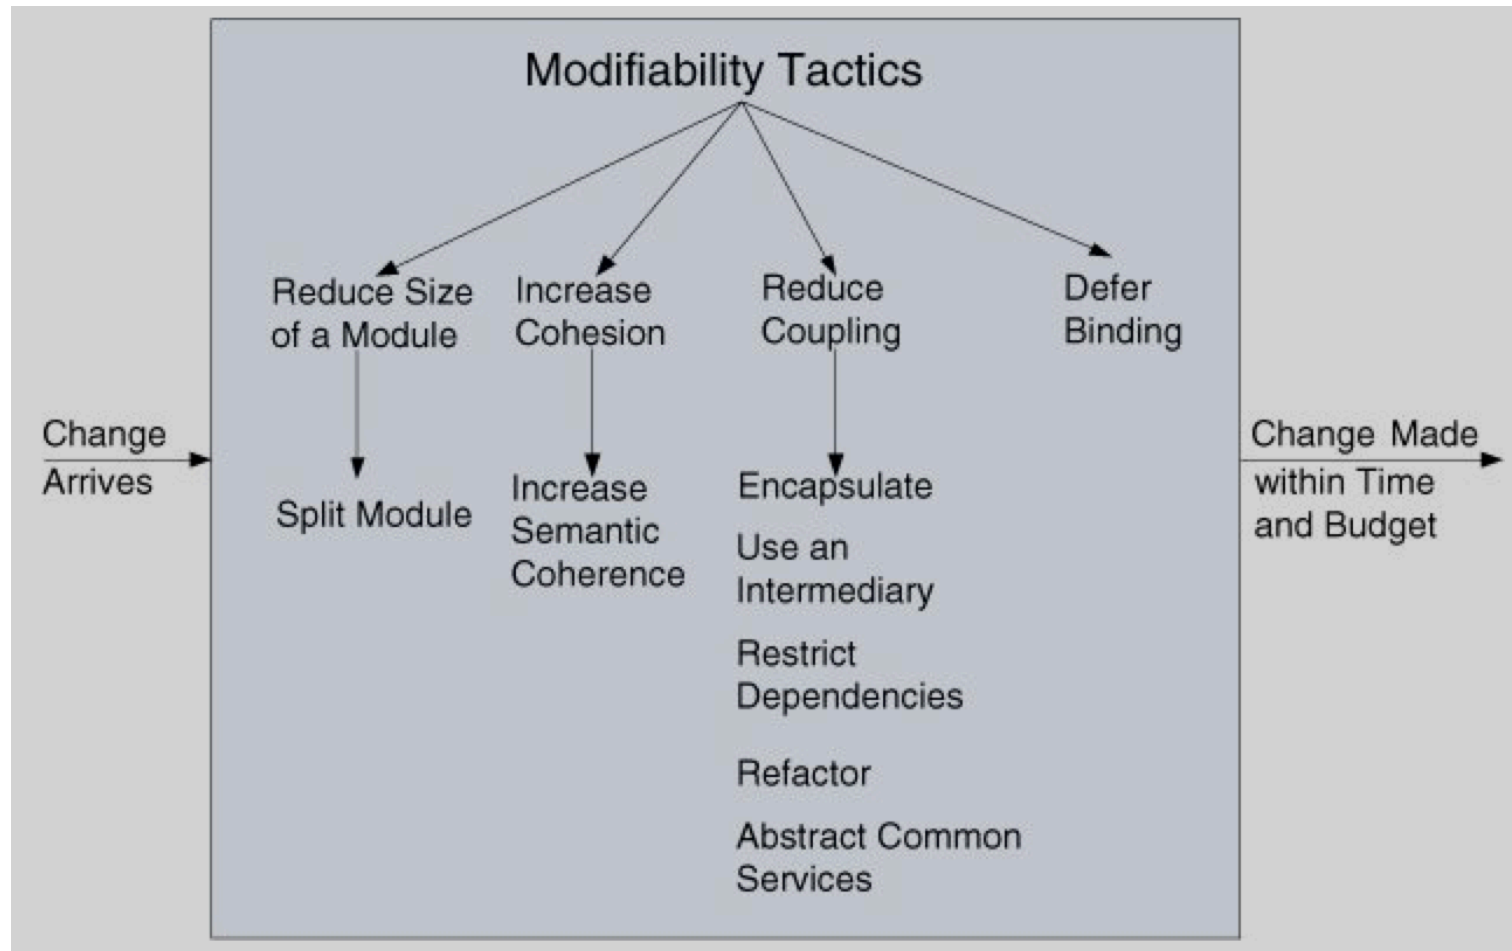 Modifiability Tactics
Reduce Size
of a Module
Increase
Cohesion
Reduce
Coupling
Defer
Binding
Change
Arrives
Split Module
Increase
Semantic
Coherence
Encapsulate
Use an
Intermediary
Restrict
Dependencies
Refactor
Abstract Common
Services
Change Made
within Time
and Budget